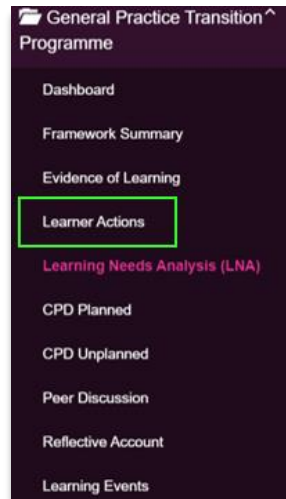 General Practice Transition
Programme
Dashboard
Framework Summary
Evidence of Learning
Learner Actions
Learning Needs Analysis (LNA)
CPD Planned
CPD Unplanned
Peer Discussion
Reflective Account
Learning Events